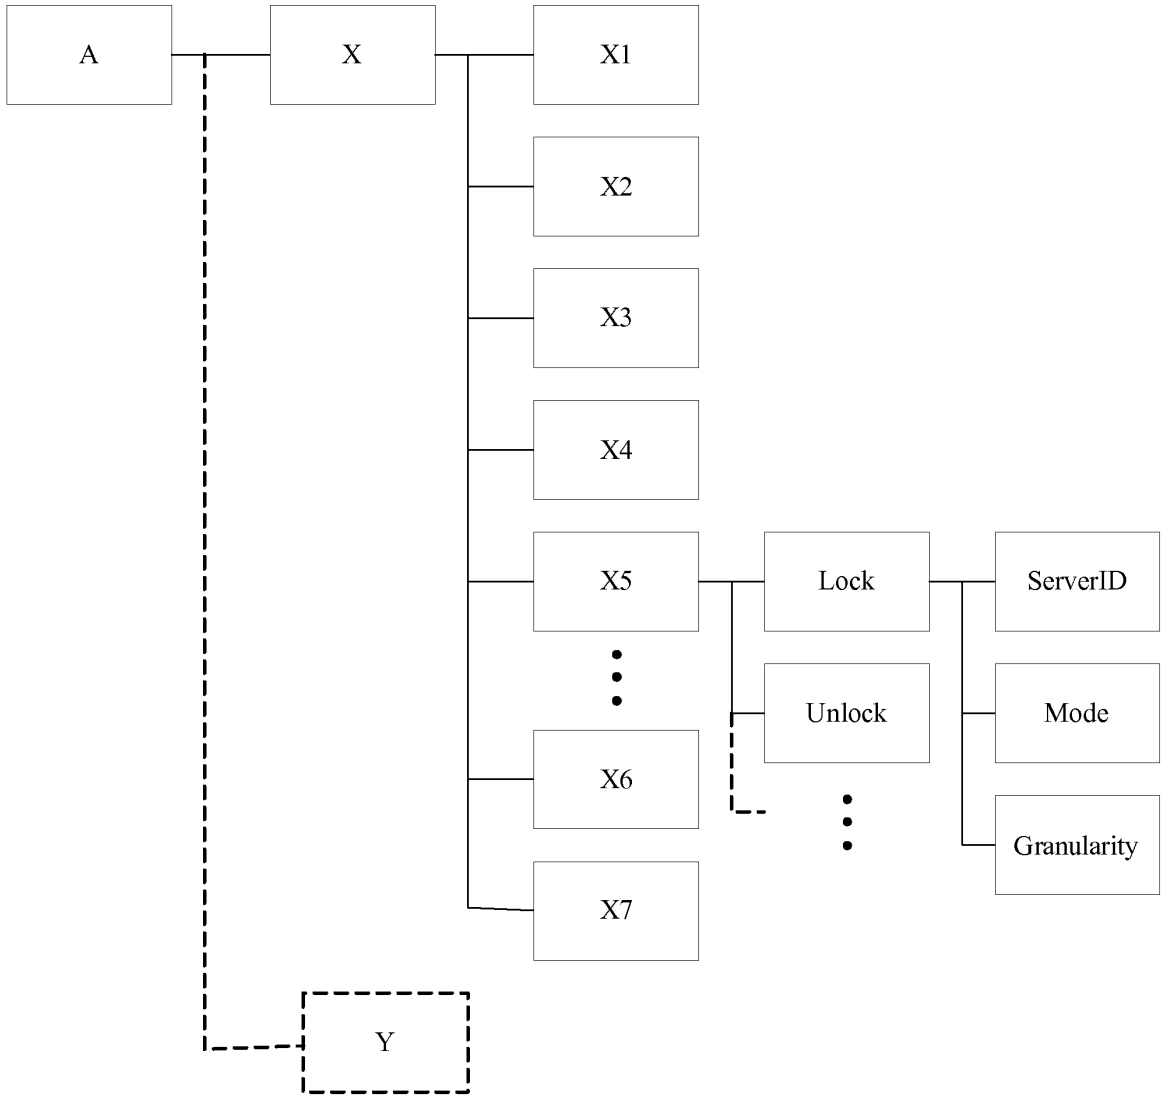 A
X
X1
X2
X3
X4
X5
Lock
ServerID
Unlock
Mode
X6
Granularity
X7
Y